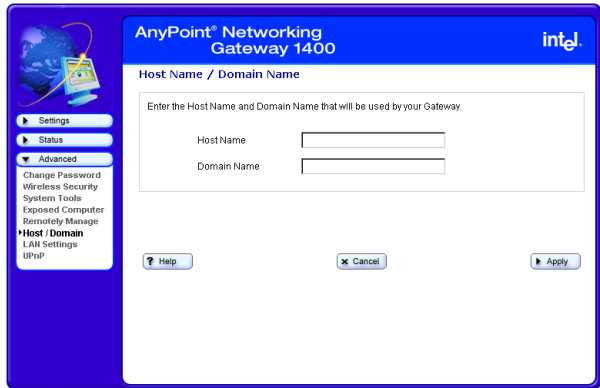 AnyPoint® Networking
Gateway 1400
intel.
Host Name / Domain Name
Enter the Host Name and Domain Name that will be used by your Gateway.
Host Name
Domain Name
Settings
Status
Advanced
Change Password
Wireless Security
System Tools
Exposed Computer
Remotely Manage
Host / Domain
LAN Settings
UPnP
? Help
Cancel
Apply